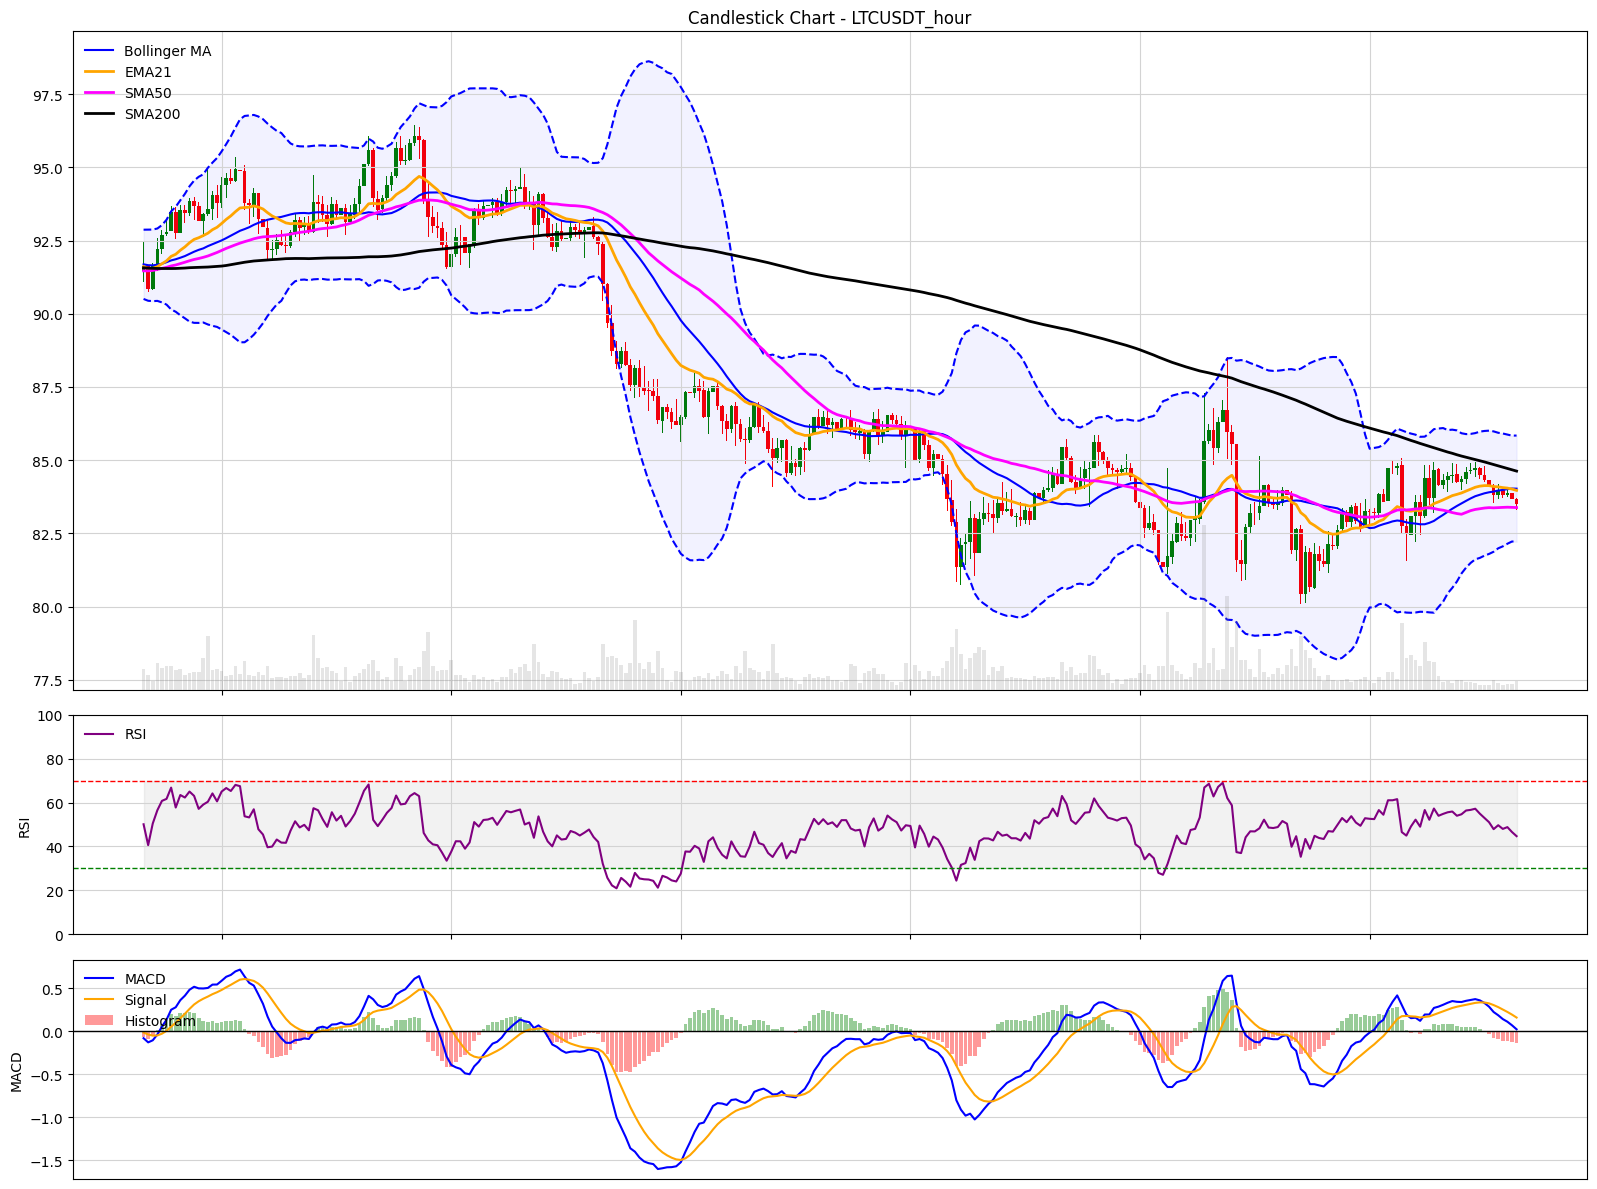 Candlestick Chart - LTCUSDT_hour
Bollinger MA
EMA21
SMA50
SMA200
97.5
95.0
92.5
90.0
87.5
85.0
82.5
80.0
77.5
RSI
100
80
60
40
20
0
RSI
MACD
Signal
Histogram
0.5
0.0
−0.5
−1.0
−1.5
MACD